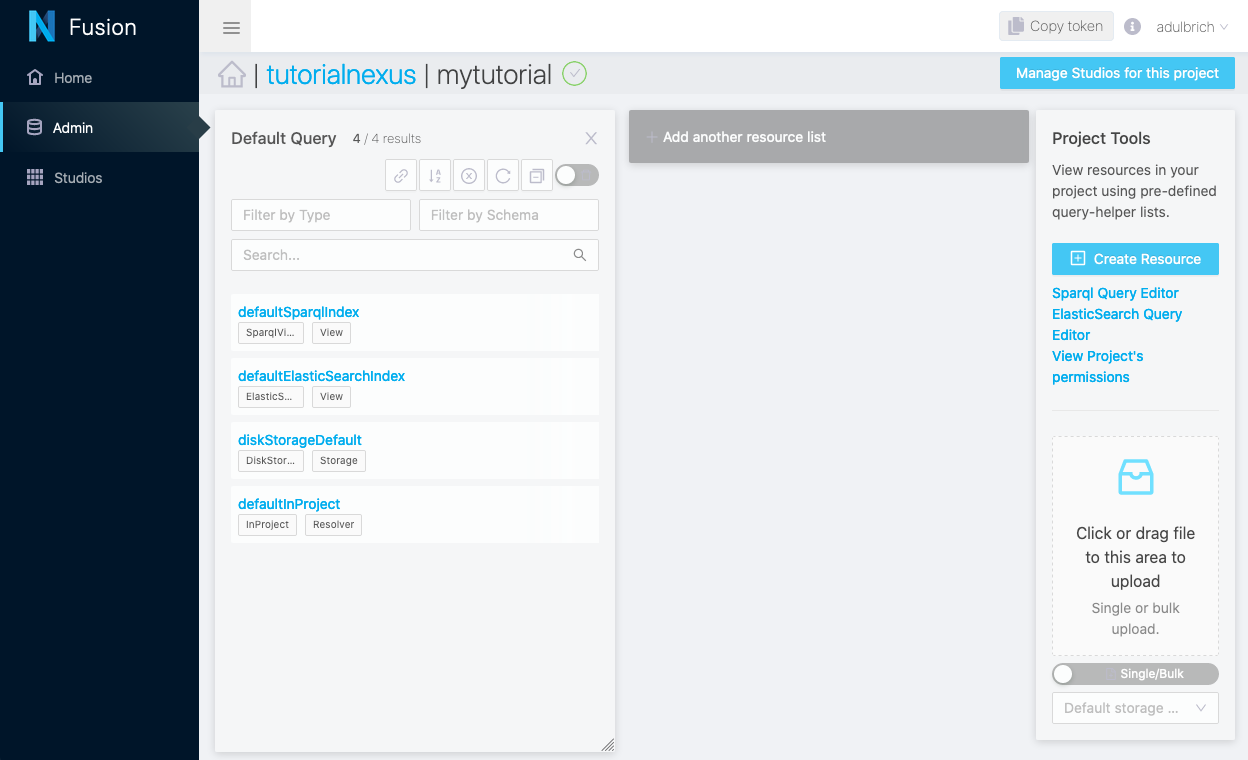 Fusion
Home
Admin
Studios
Copy token
adulbrich
| tutorialnexus | mytutorial
Manage Studios for this project
Default Query 4 / 4 results
Filter by Type
Filter by Schema
Search...
defaultSparqlIndex
SparqlVi... View
defaultElasticSearchIndex
ElasticS... View
diskStorageDefault
DiskStor... Storage
defaultInProject
InProject Resolver
+ Add another resource list
Project Tools
View resources in your
project using pre-defined
query-helper lists.
Create Resource
Sparql Query Editor
ElasticSearch Query
Editor
View Project's
permissions
Click or drag file
to this area to
upload
Single or bulk
upload.
Single/Bulk
Default storage ...